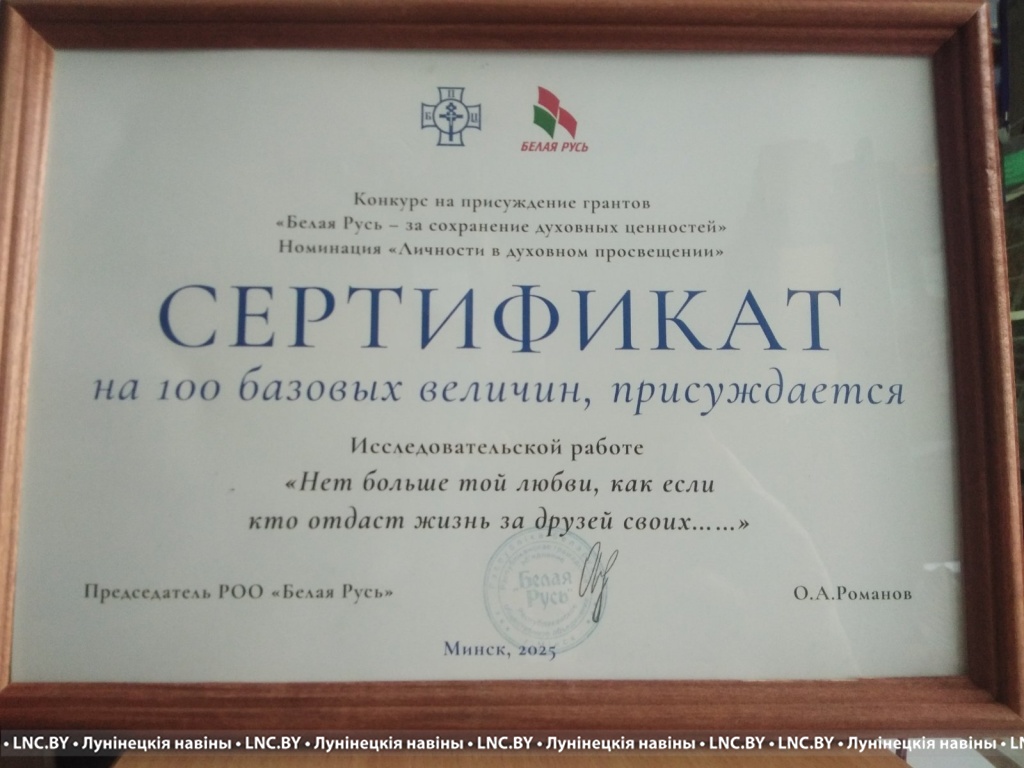 Б П Ц
БЕЛАЯ РУСЬ
Конкурс на присуждение грантов
«Белая Русь – за сохранение духовных ценностей»
Номинация «Личности в духовном просвещении»
СЕРТИФИКАТ
на 100 базовых величин, присуждается
Исследовательской работе
«Нет больше той любви, как если
кто отдаст жизнь за друзей своих……»
Председатель РОО «Белая Русь»
Белая
Русь
О.А.Романов
Минск, 2025
• LNC.BY • Лунінецкія навіны • LNC.BY • Лунінецкія навіны • LNC.BY • Лунінецкія навіны • LNC.BY • LNC.BY • Лунінецкія навіны • LN